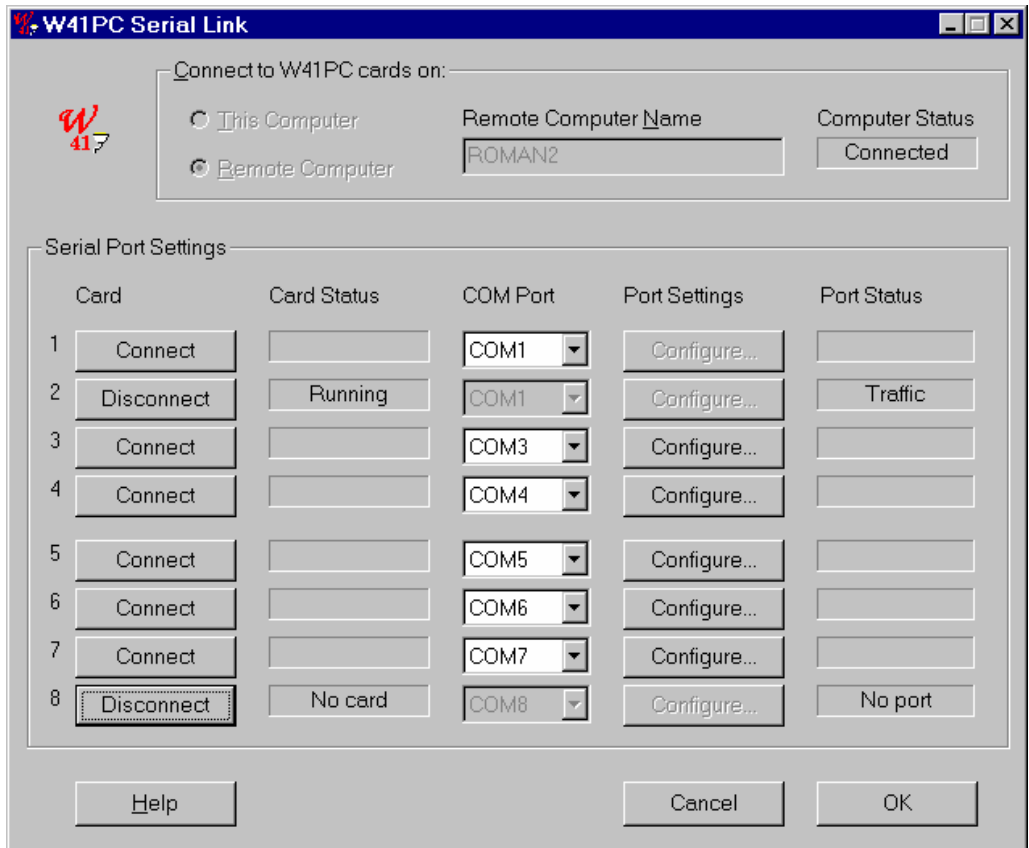 W41PC Serial Link
Connect to W41PC cards on:
W 41
This Computer
Remote Computer Name
Computer Status
Remote Computer
ROMAN2
Connected
Serial Port Settings
Card Card Status COM Port Port Settings Port Status
1 Connect COM1 Configure...
2 Disconnect Running COM1 Configure... Traffic
3 Connect COM3 Configure...
4 Connect COM4 Configure...
5 Connect COM5 Configure...
6 Connect COM6 Configure...
7 Connect COM7 Configure...
8 Disconnect No card COM8 Configure... No port
Help Cancel OK